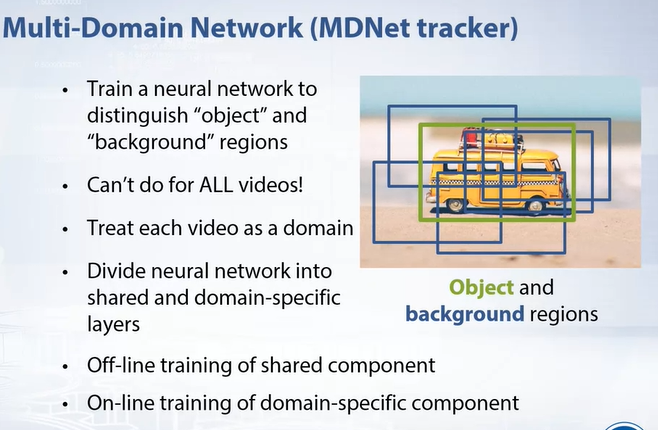 Multi-Domain Network (MDNet tracker)
• Train a neural network to
distinguish “object” and
“background” regions
• Can’t do for ALL videos!
• Treat each video as a domain
• Divide neural network into
shared and domain-specific
layers
• Off-line training of shared component
• On-line training of domain-specific component
Object and
background regions